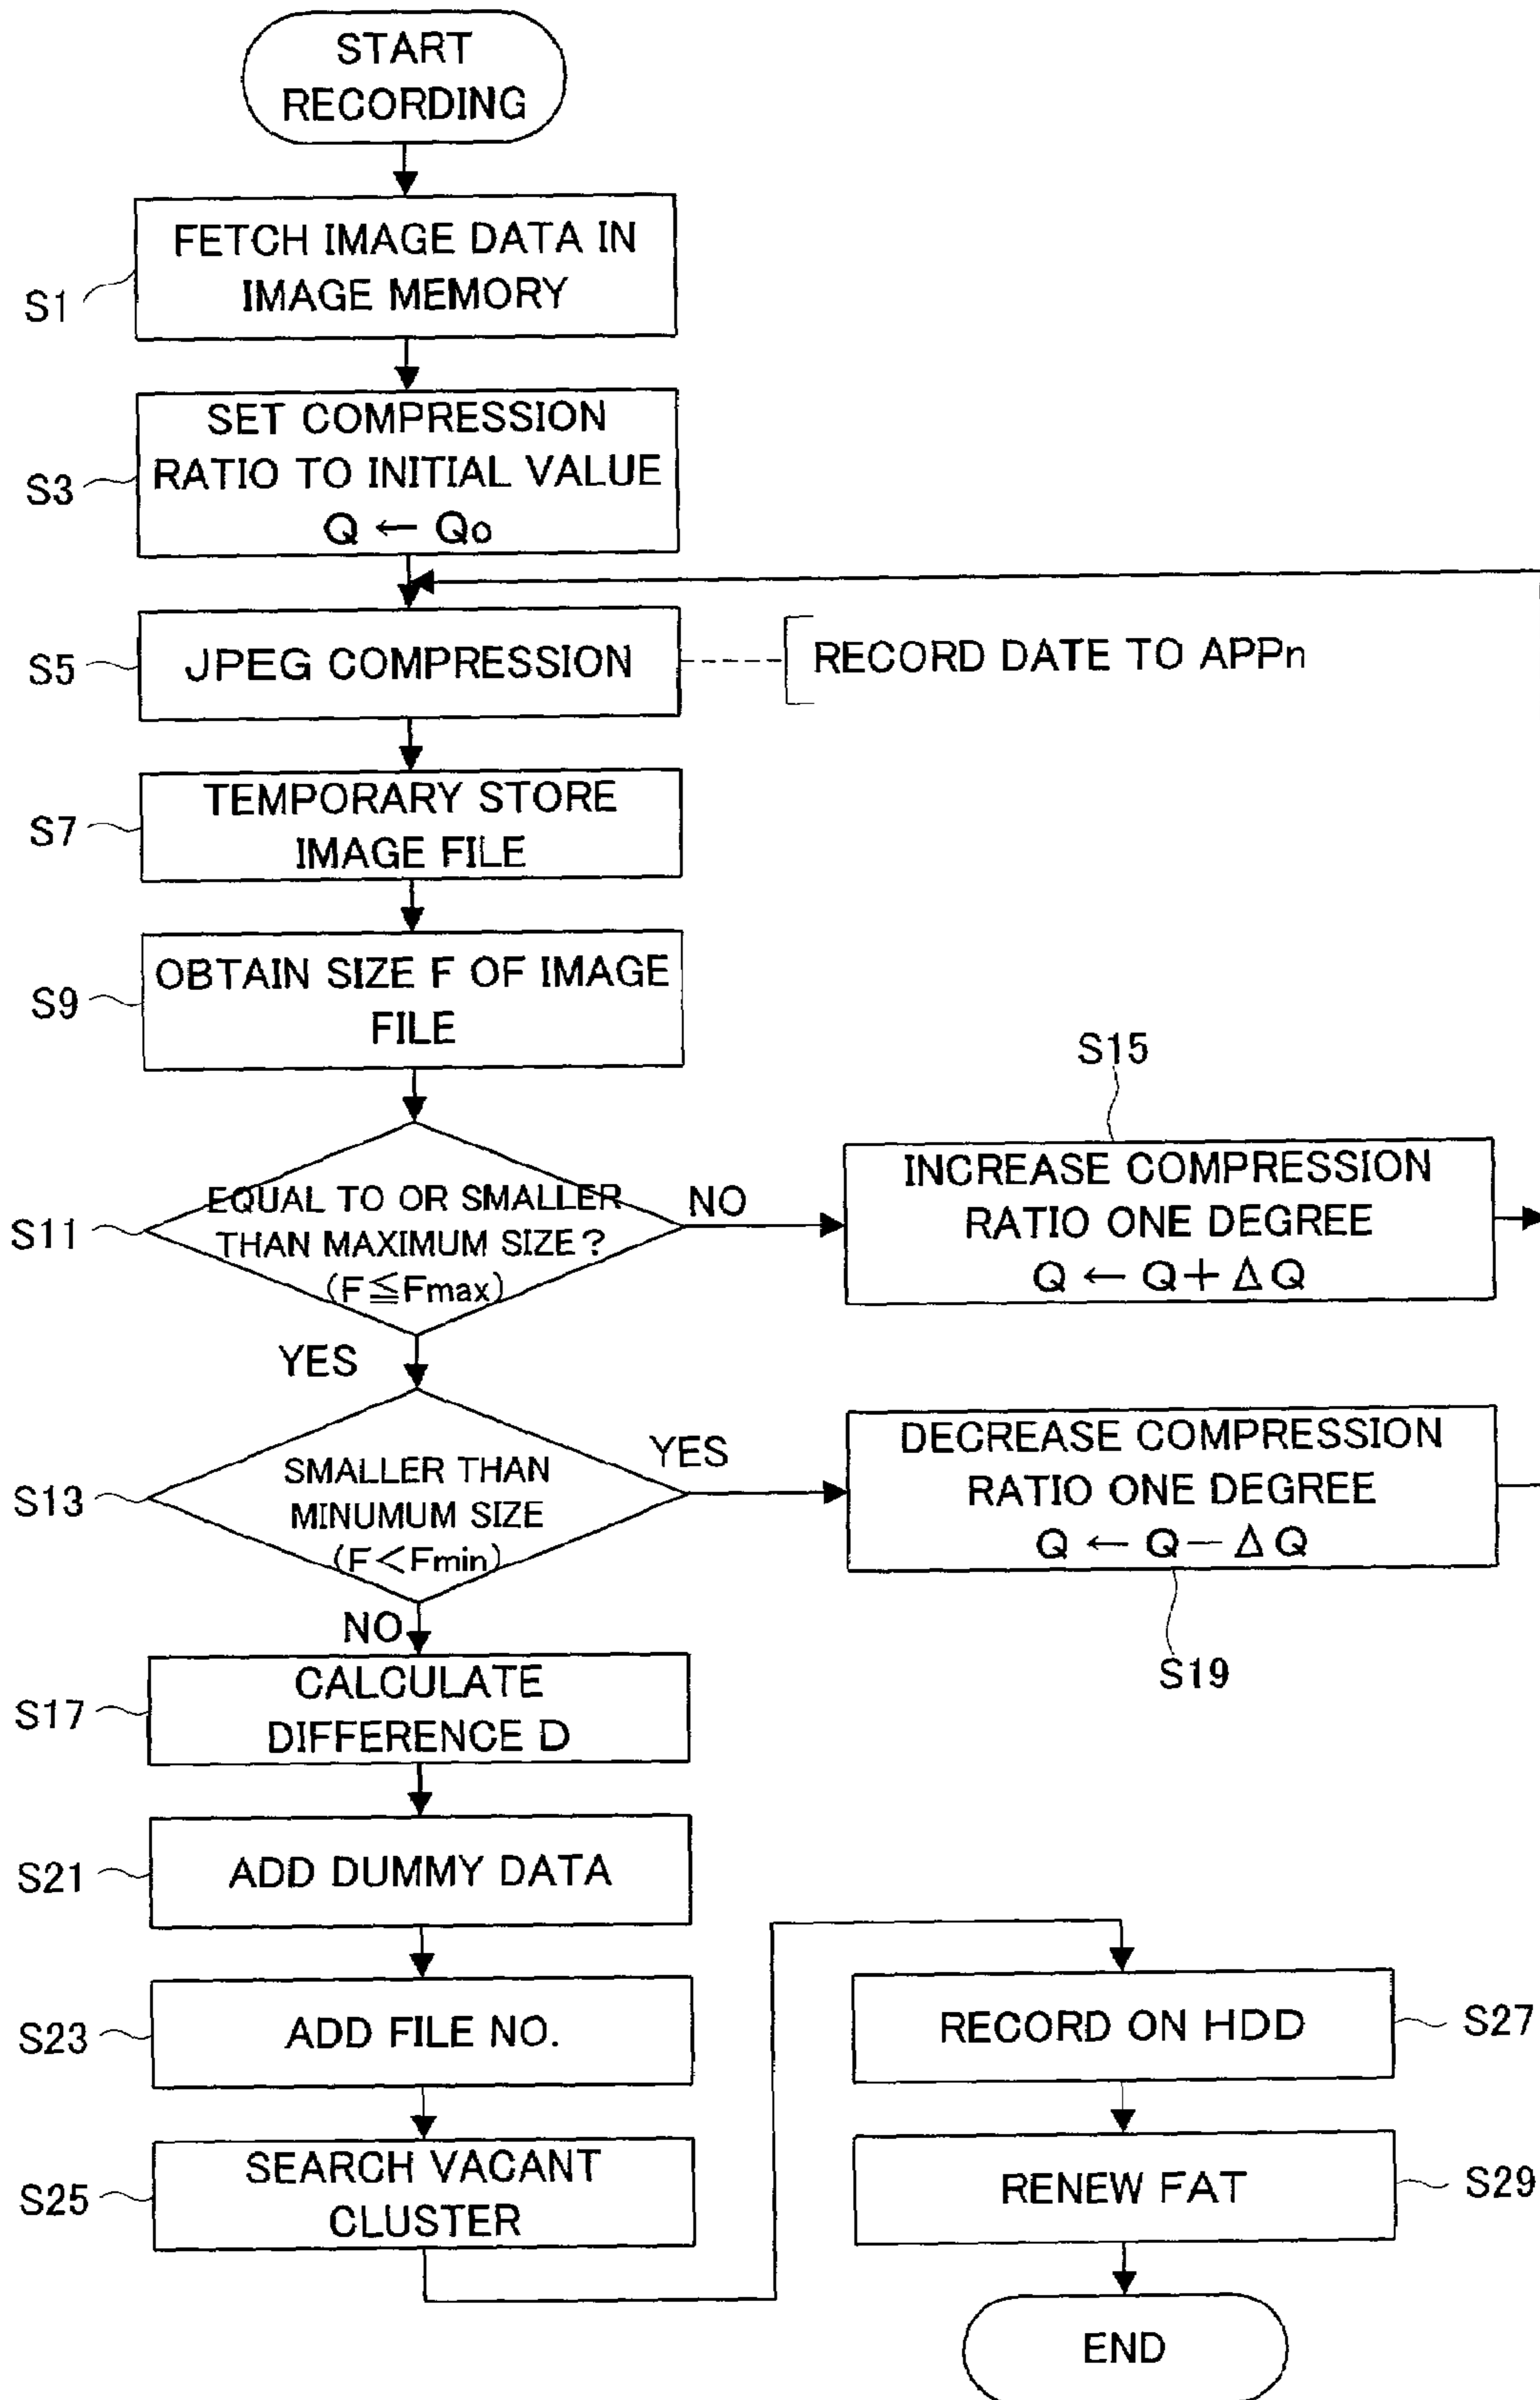 START
RECORDING
FETCH IMAGE DATA IN
IMAGE MEMORY
S1
SET COMPRESSION
RATIO TO INITIAL VALUE
Q ← Q0
S3
JPEG COMPRESSION
S5
RECORD DATE TO APPn
TEMPORARY STORE
IMAGE FILE
S7
OBTAIN SIZE F OF IMAGE
FILE
S9
EQUAL TO OR SMALLER
THAN MAXIMUM SIZE?
(F≦Fmax)
S11
NO
S15
INCREASE COMPRESSION
RATIO ONE DEGREE
Q ← Q+ΔQ
YES
SMALLER THAN
MINUMUM SIZE
(F<Fmin)
S13
YES
DECREASE COMPRESSION
RATIO ONE DEGREE
Q ← Q−ΔQ
S19
NO
CALCULATE
DIFFERENCE D
S17
ADD DUMMY DATA
S21
ADD FILE NO.
S23
SEARCH VACANT
CLUSTER
S25
RECORD ON HDD
S27
RENEW FAT
S29
END